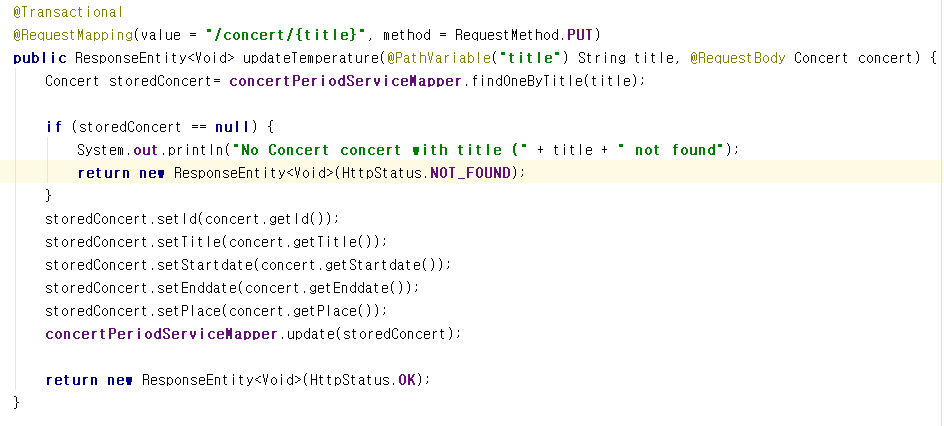 @Transactional
@RequestMapping(value = "/concert/{title}", method = RequestMethod.PUT)
public ResponseEntity<Void> updateTemperature(@PathVariable("title") String title, @RequestBody Concert concert) {
    Concert storedConcert= concertPeriodServiceMapper.findOneByTitle(title);

    if (storedConcert == null) {
        System.out.println("No Concert concert with title (" + title + " not found");
        return new ResponseEntity<Void>(HttpStatus.NOT_FOUND);
    }
    storedConcert.setId(concert.getId());
    storedConcert.setTitle(concert.getTitle());
    storedConcert.setStartdate(concert.getStartdate());
    storedConcert.setEnddate(concert.getEnddate());
    storedConcert.setPlace(concert.getPlace());
    concertPeriodServiceMapper.update(storedConcert);

    return new ResponseEntity<Void>(HttpStatus.OK);
}